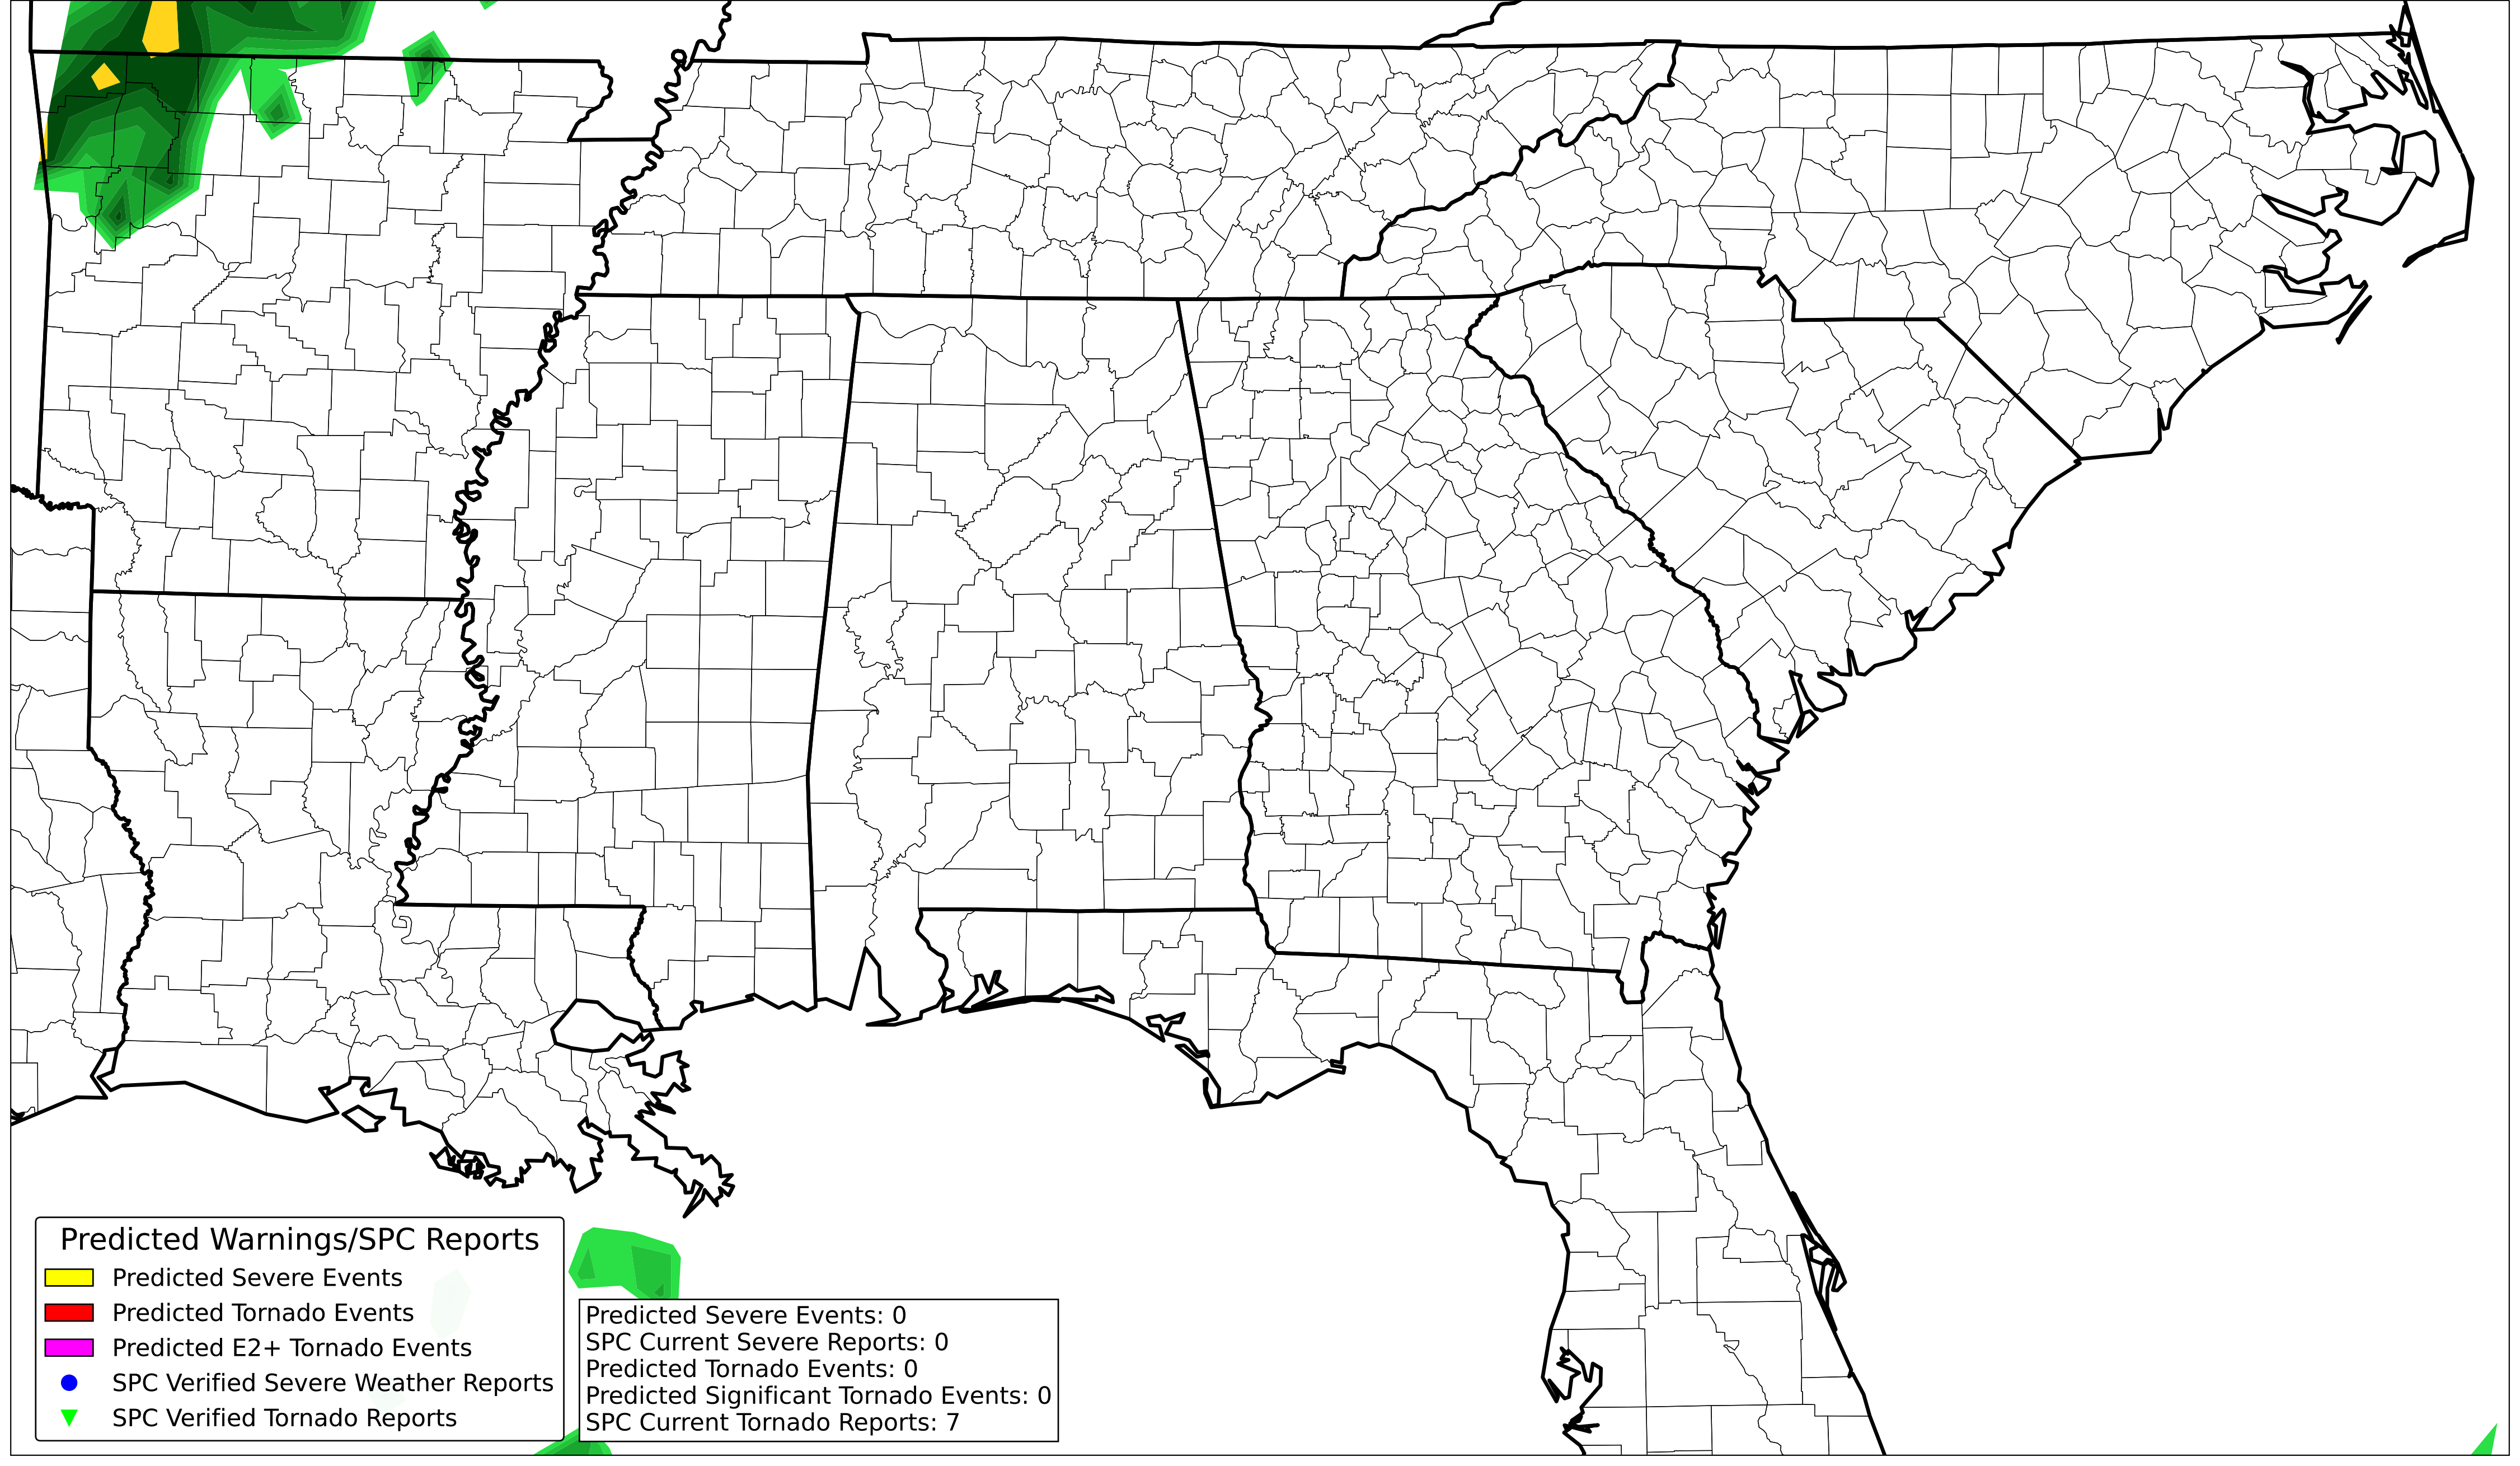 Predicted Warnings/SPC Reports
Predicted Severe Events
Predicted Tornado Events
Predicted E2+ Tornado Events
SPC Verified Severe Weather Reports
SPC Verified Tornado Reports
Predicted Severe Events: 0
SPC Current Severe Reports: 0
Predicted Tornado Events: 0
Predicted Significant Tornado Events: 0
SPC Current Tornado Reports: 7